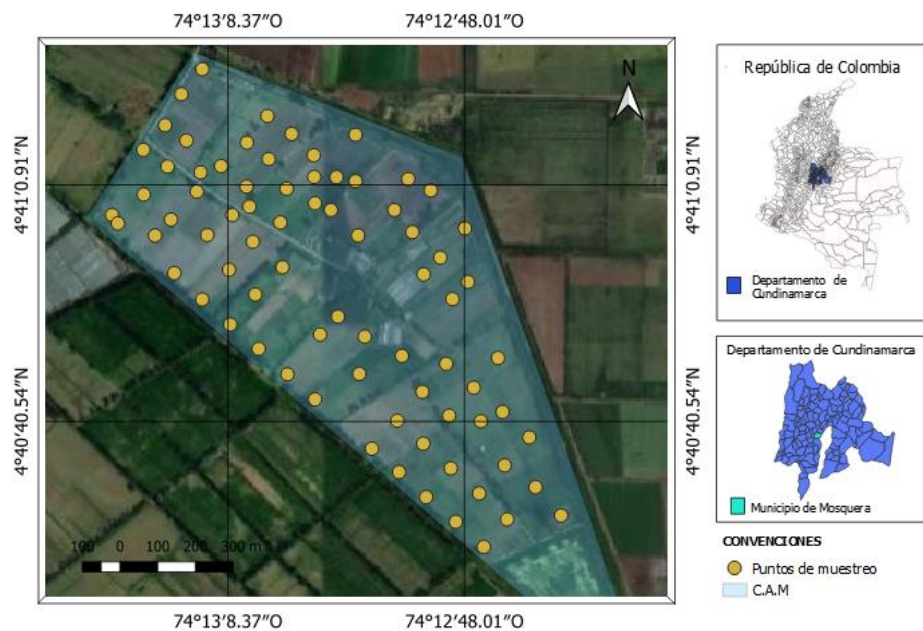 74°13′8.37″O
74°12′48.01″O
4°41′0.91″N
4°41′0.91″N
4°40′40.54″N
4°40′40.54″N
N
100 0 100 200 300 m
74°13′8.37″O
74°12′48.01″O
República de Colombia
Departamento de
Cundinamarca
Departamento de Cundinamarca
Municipio de Mosquera
CONVENCIONES
Puntos de muestreo
C.A.M